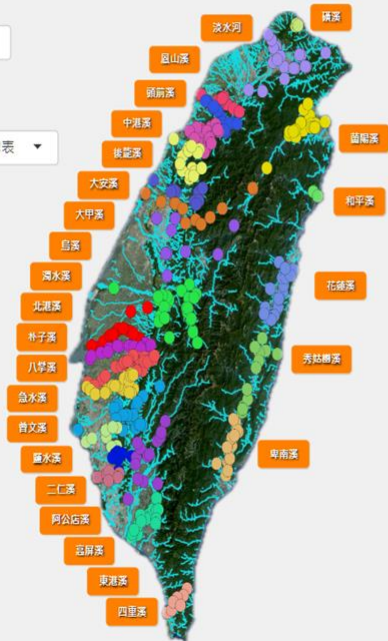 淡水河
磺溪
鳳山溪
頭前溪
中港溪
後龍溪
蘭陽溪
大安溪
和平溪
大甲溪
烏溪
濁水溪
花蓮溪
北港溪
朴子溪
秀姑巒溪
八掌溪
急水溪
曾文溪
鹽水溪
卑南溪
二仁溪
阿公店溪
高屏溪
東港溪
四重溪
表